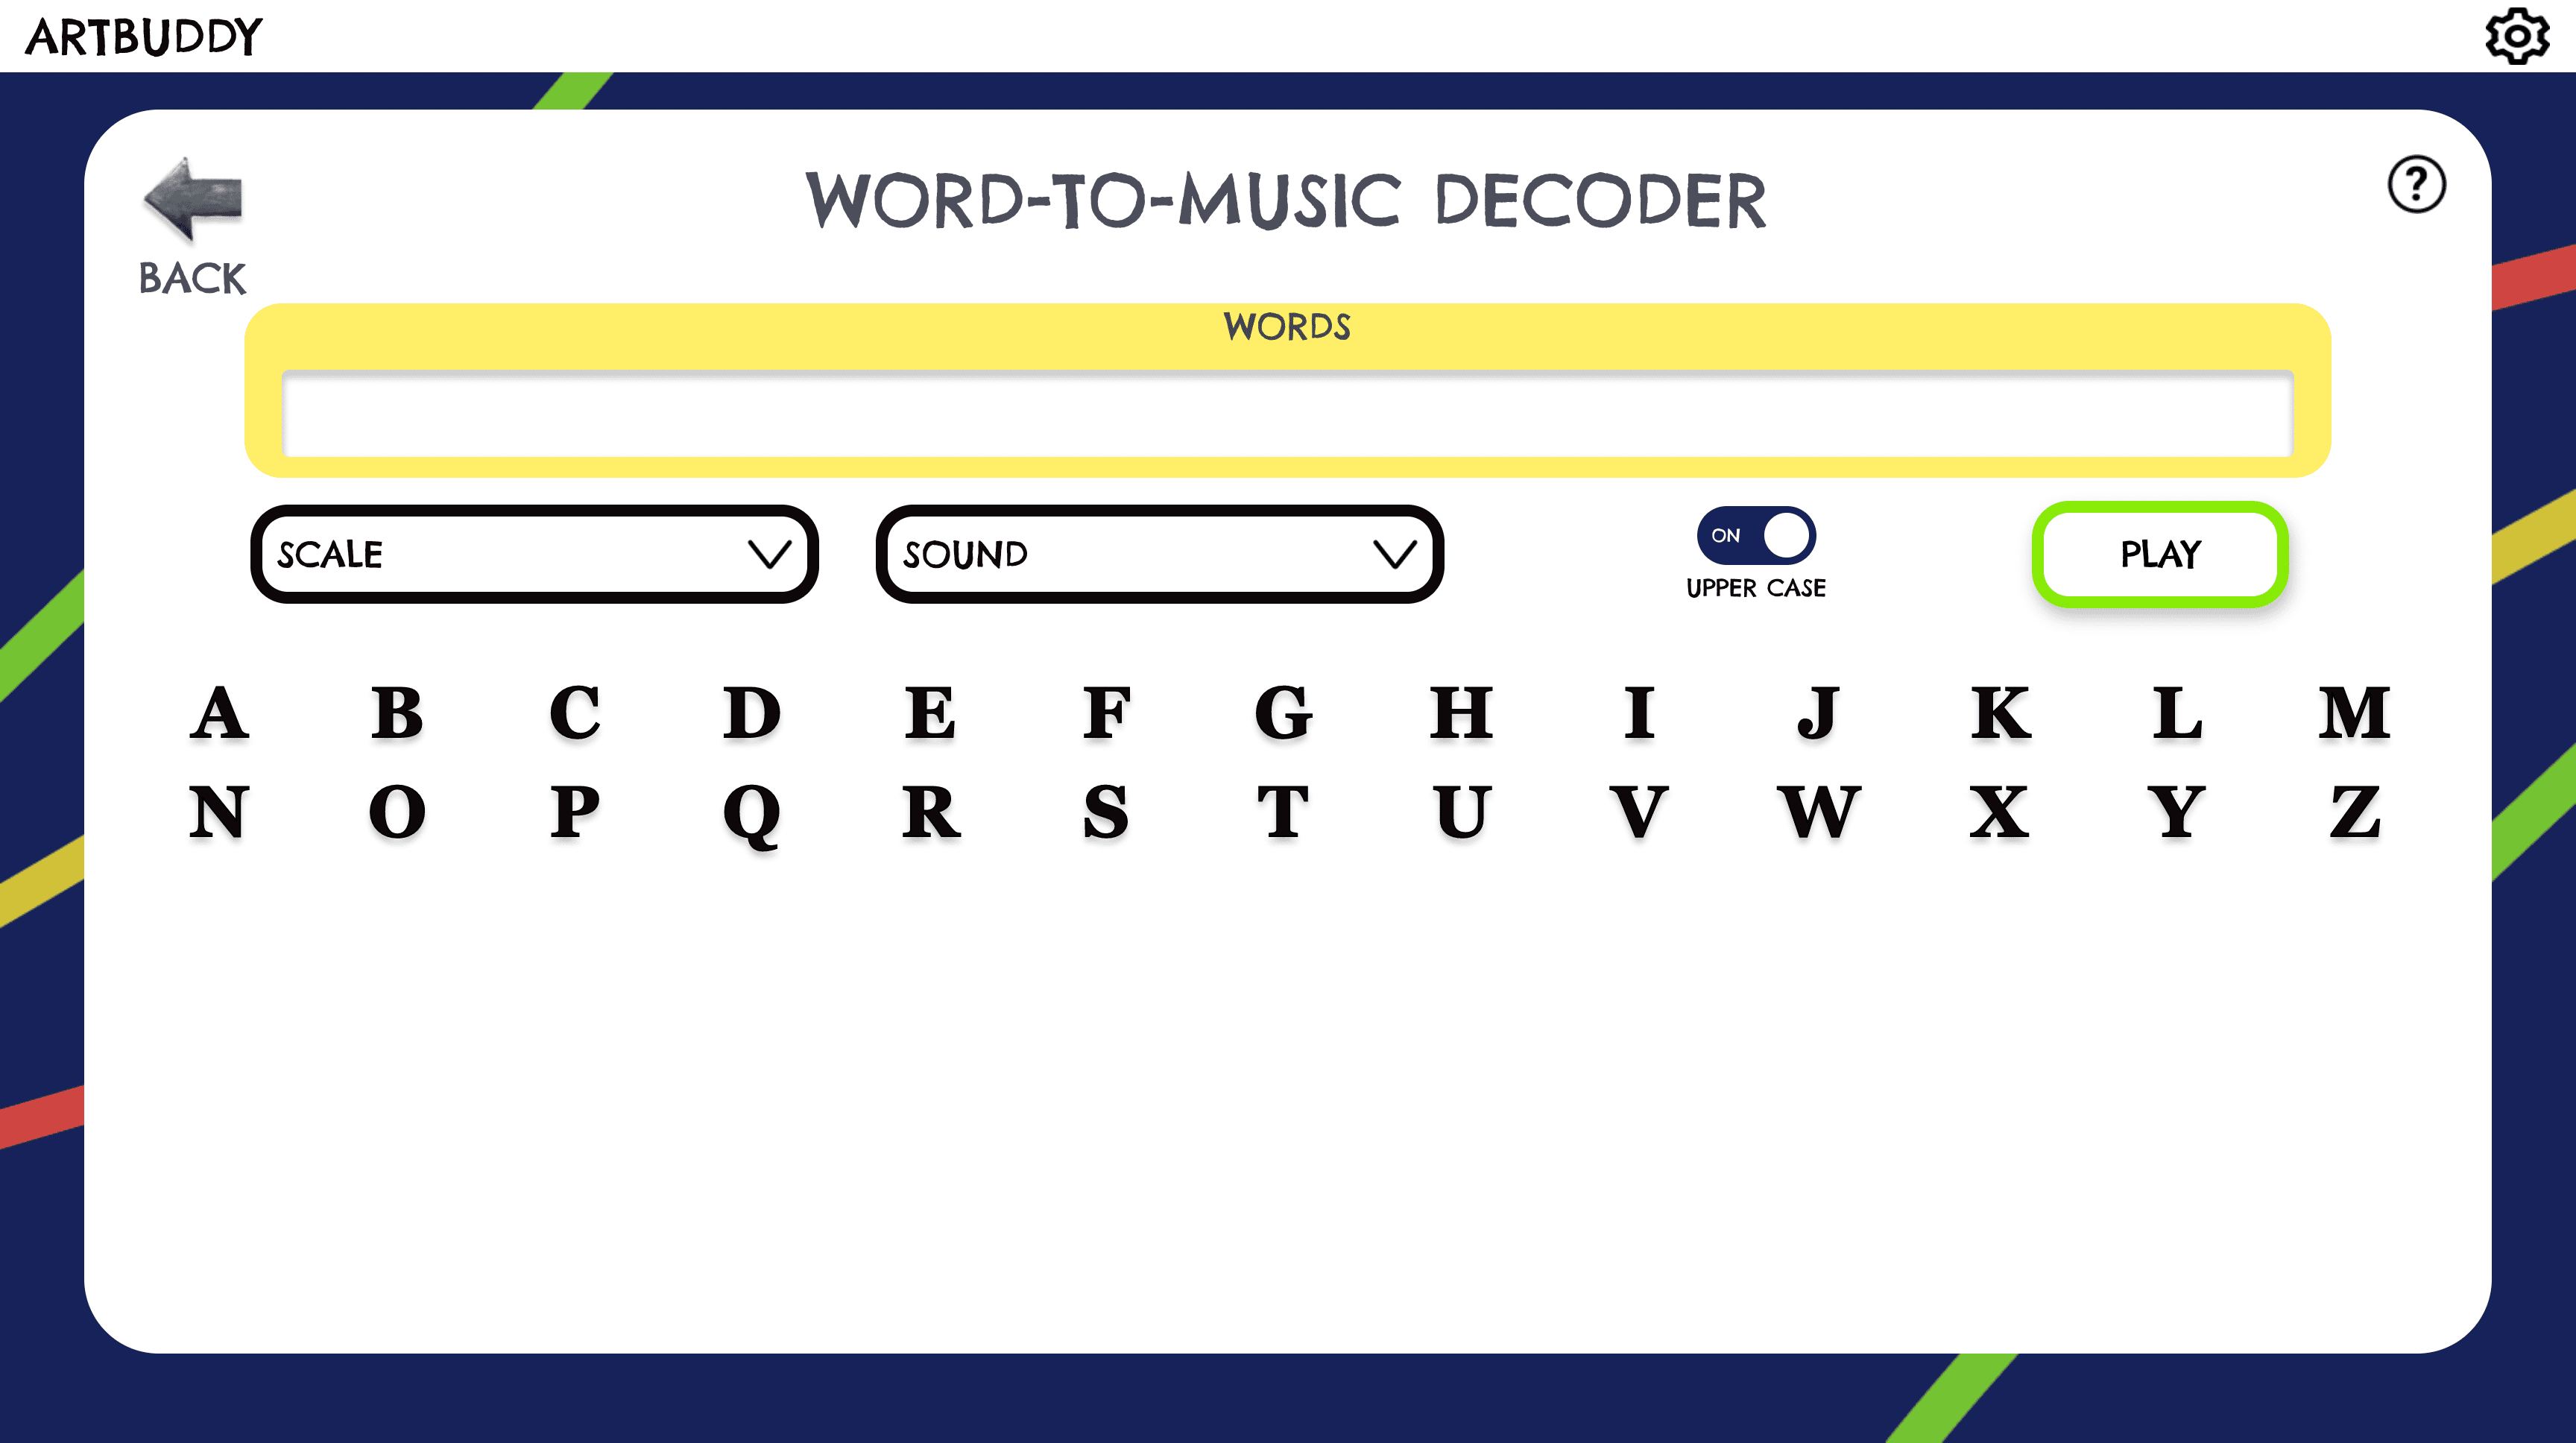 ARTBUDDY
WORD-TO-MUSIC DECODER
?
BACK
WORDS
SCALE
SOUND
ON
UPPER CASE
PLAY
A B C D E F G H I J K L M
N O P Q R S T U V W X Y Z